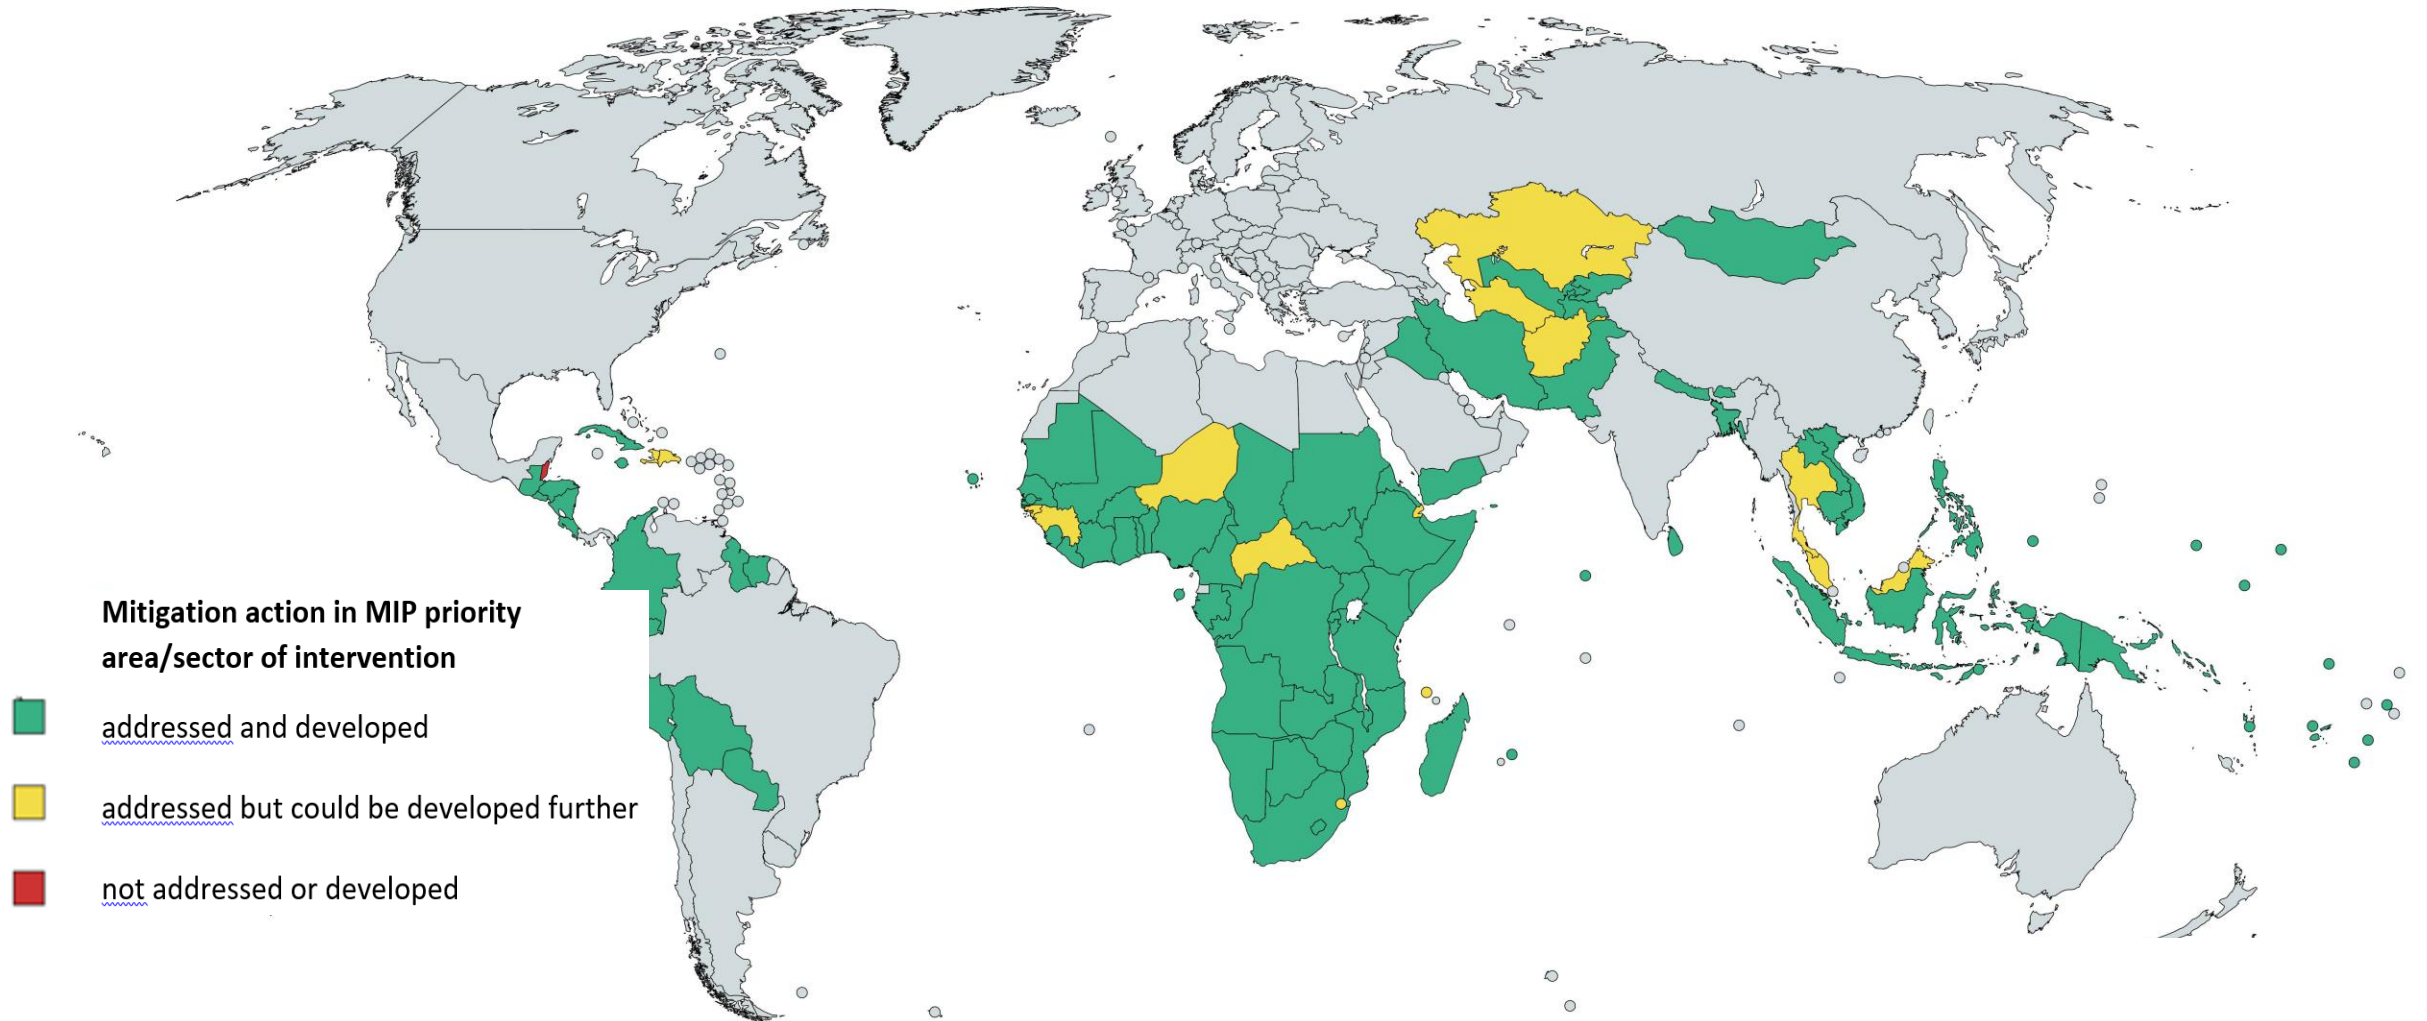 Mitigation action in MIP priority
area/sector of intervention
addressed and developed
addressed but could be developed further
not addressed or developed